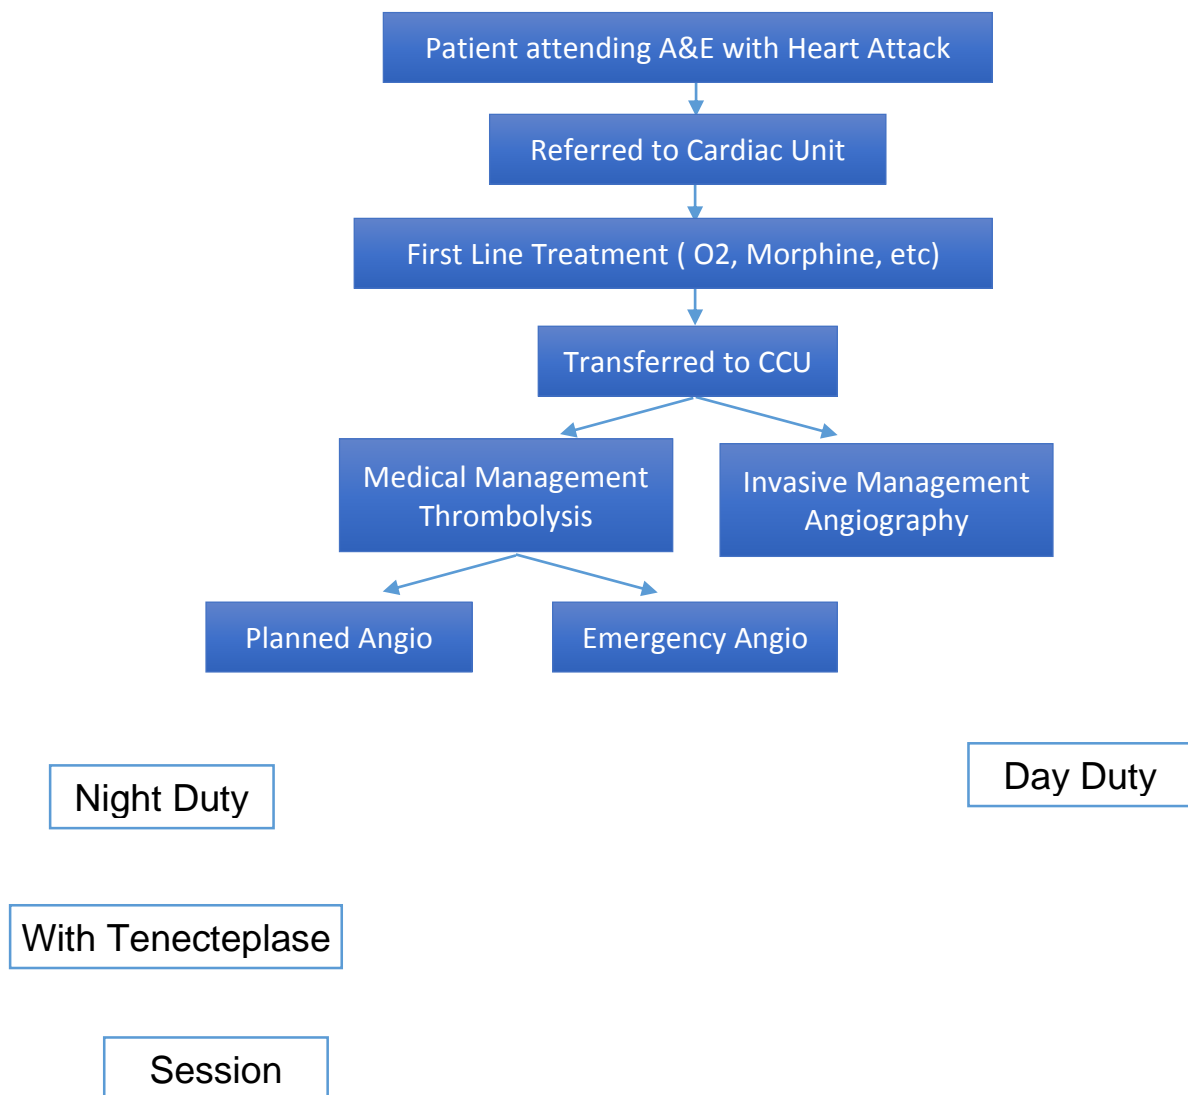 Patient attending A&E with Heart Attack
Referred to Cardiac Unit
First Line Treatment ( O2, Morphine, etc)
Transferred to CCU
Medical Management
Thrombolysis
Invasive Management
Angiography
Planned Angio
Emergency Angio
Day Duty
Night Duty
With Tenecteplase
Session